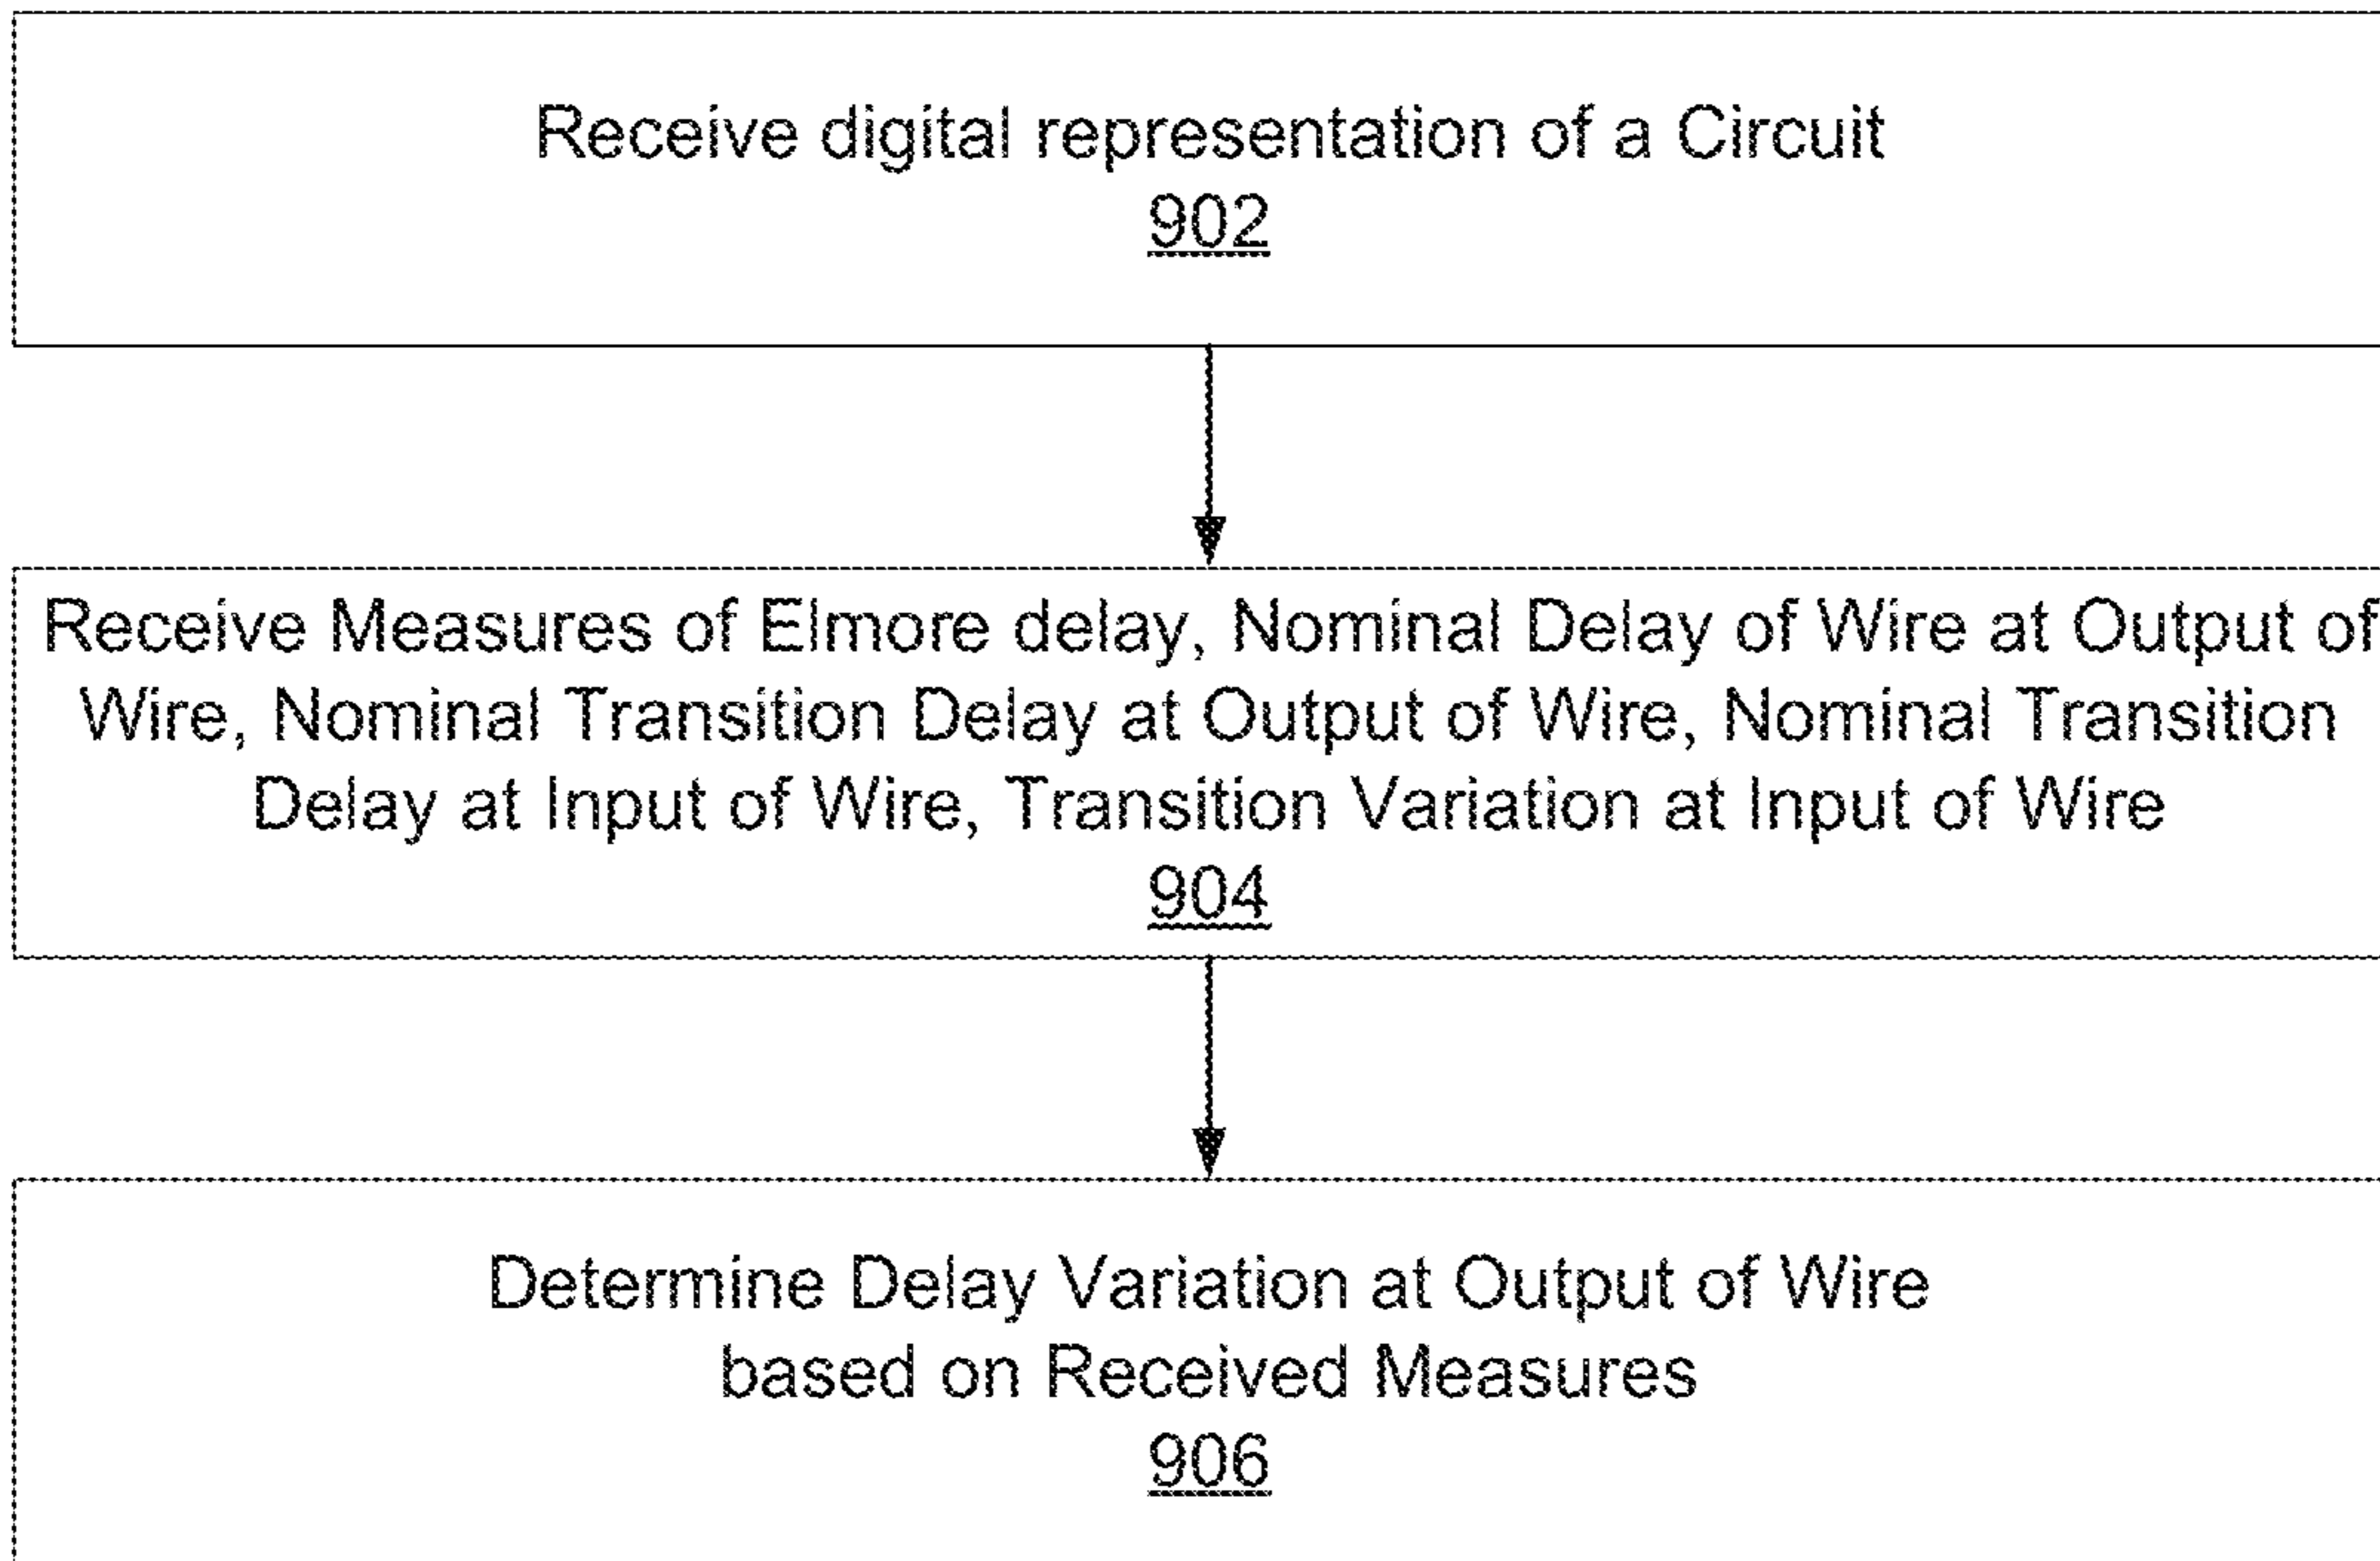 Receive digital representation of a Circuit
902
Receive Measures of Elmore delay, Nominal Delay of Wire at Output of
Wire, Nominal Transition Delay at Output of Wire, Nominal Transition
Delay at Input of Wire, Transition Variation at Input of Wire
904
Determine Delay Variation at Output of Wire
based on Received Measures
906